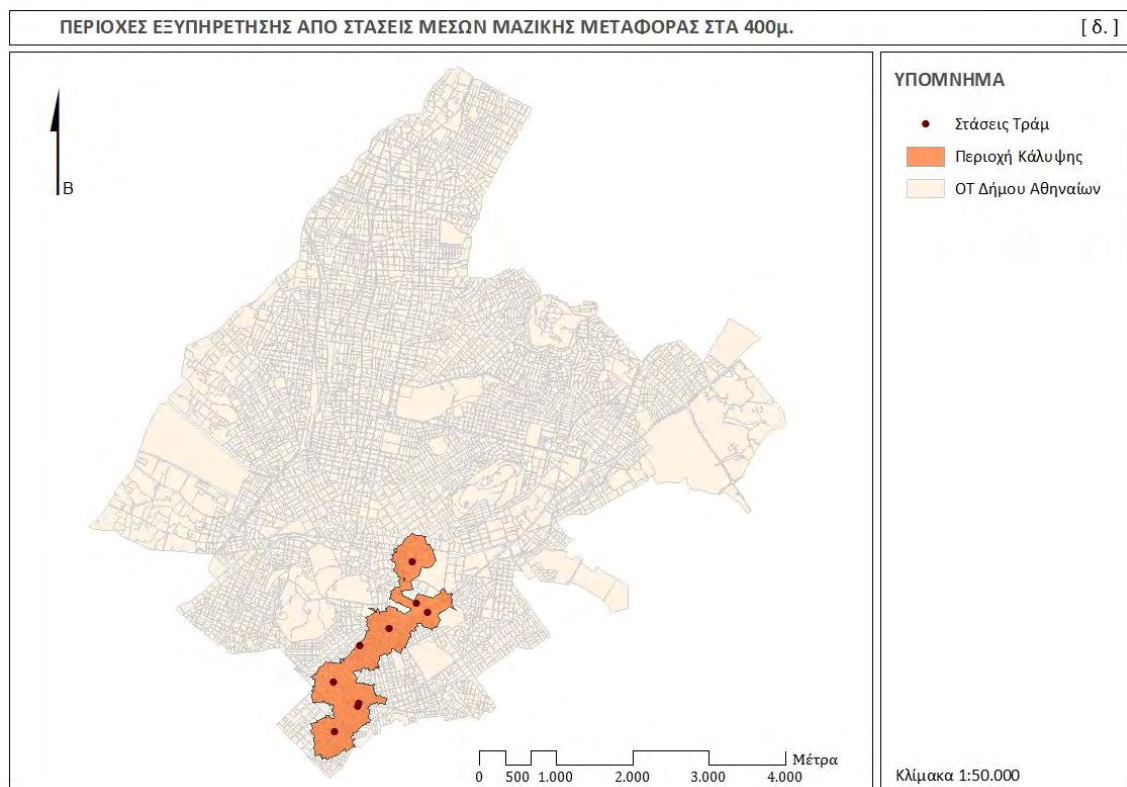 ΠΕΡΙΟΧΕΣ ΕΞΥΠΗΡΕΤΗΣΗΣ ΑΠΟ ΣΤΑΣΕΙΣ ΜΕΣΩΝ ΜΑΖΙΚΗΣ ΜΕΤΑΦΟΡΑΣ ΣΤΑ 400μ. [ δ. ]
ΥΠΟΜΝΗΜΑ
Στάσεις Τράμ
Περιοχή Κάλυψης
ΟΤ Δήμου Αθηναίων
Β
Μέτρα
0 500 1.000 2.000 3.000 4.000
Κλίμακα 1:50.000